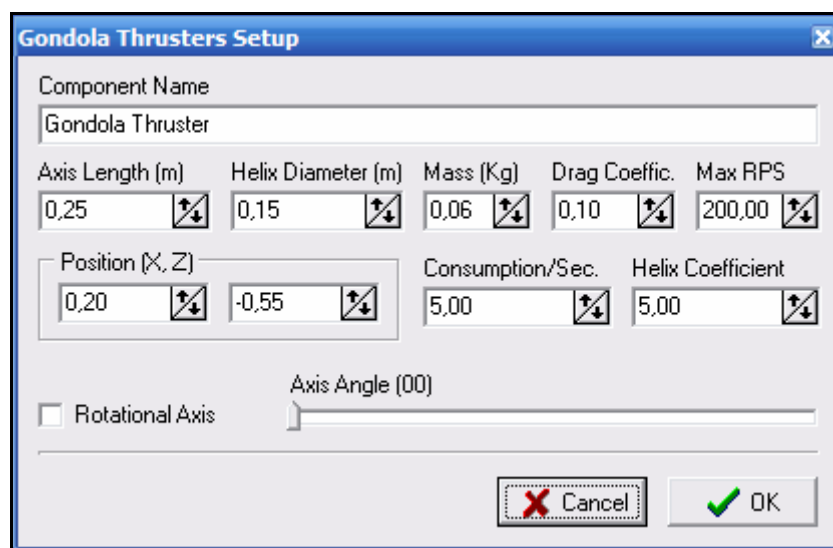 Gondola Thrusters Setup
Component Name
Gondola Thruster
Axis Length (m) Helix Diameter (m) Mass (Kg) Drag Coeffic. Max RPS
0,25 0,15 0,06 0,10 200,00
Position (X, Z) Consumption/Sec. Helix Coefficient
0,20 -0,55 5,00 5,00
Axis Angle (00)
Rotational Axis
Cancel OK